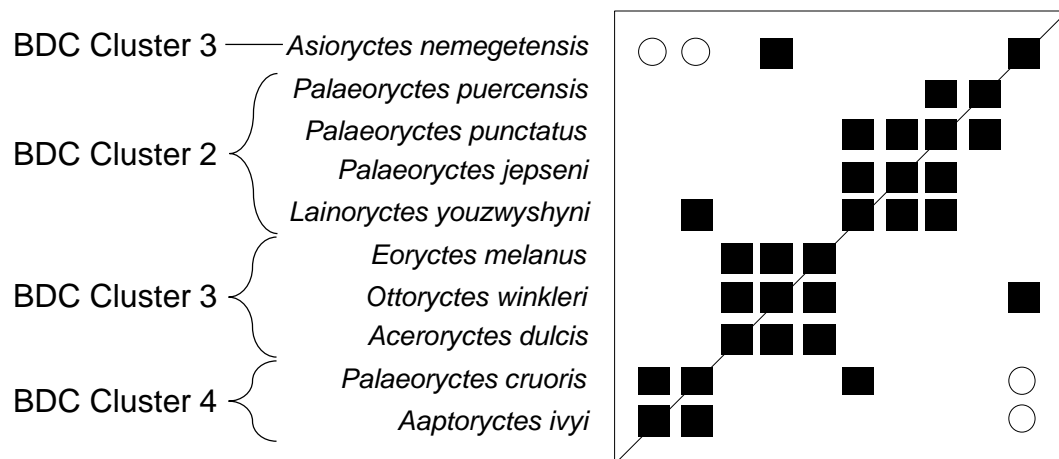 BDC Cluster 3 Asioryctes nemegetensis
Palaeoryctes puercensis
Palaeoryctes punctatus
BDC Cluster 2
Palaeoryctes jepseni
Lainoryctes youzwyshyni
Eoryctes melanus
BDC Cluster 3 Ottoryctes winkleri
Aceroryctes dulcis
Palaeoryctes cruoris
BDC Cluster 4
Aaptoryctes ivyi